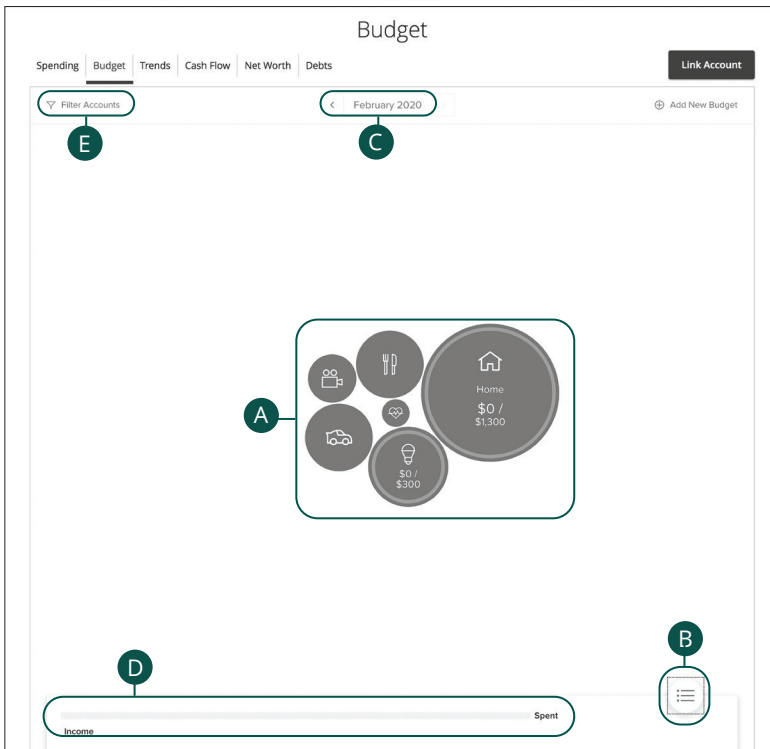 Budget
Spending Budget Trends Cash Flow Net Worth Debts
Link Account
Filter Accounts
February 2020
Add New Budget
E
C
Home
$0 /
$1,300
A
$0 /
$300
B
D
Spent
Income